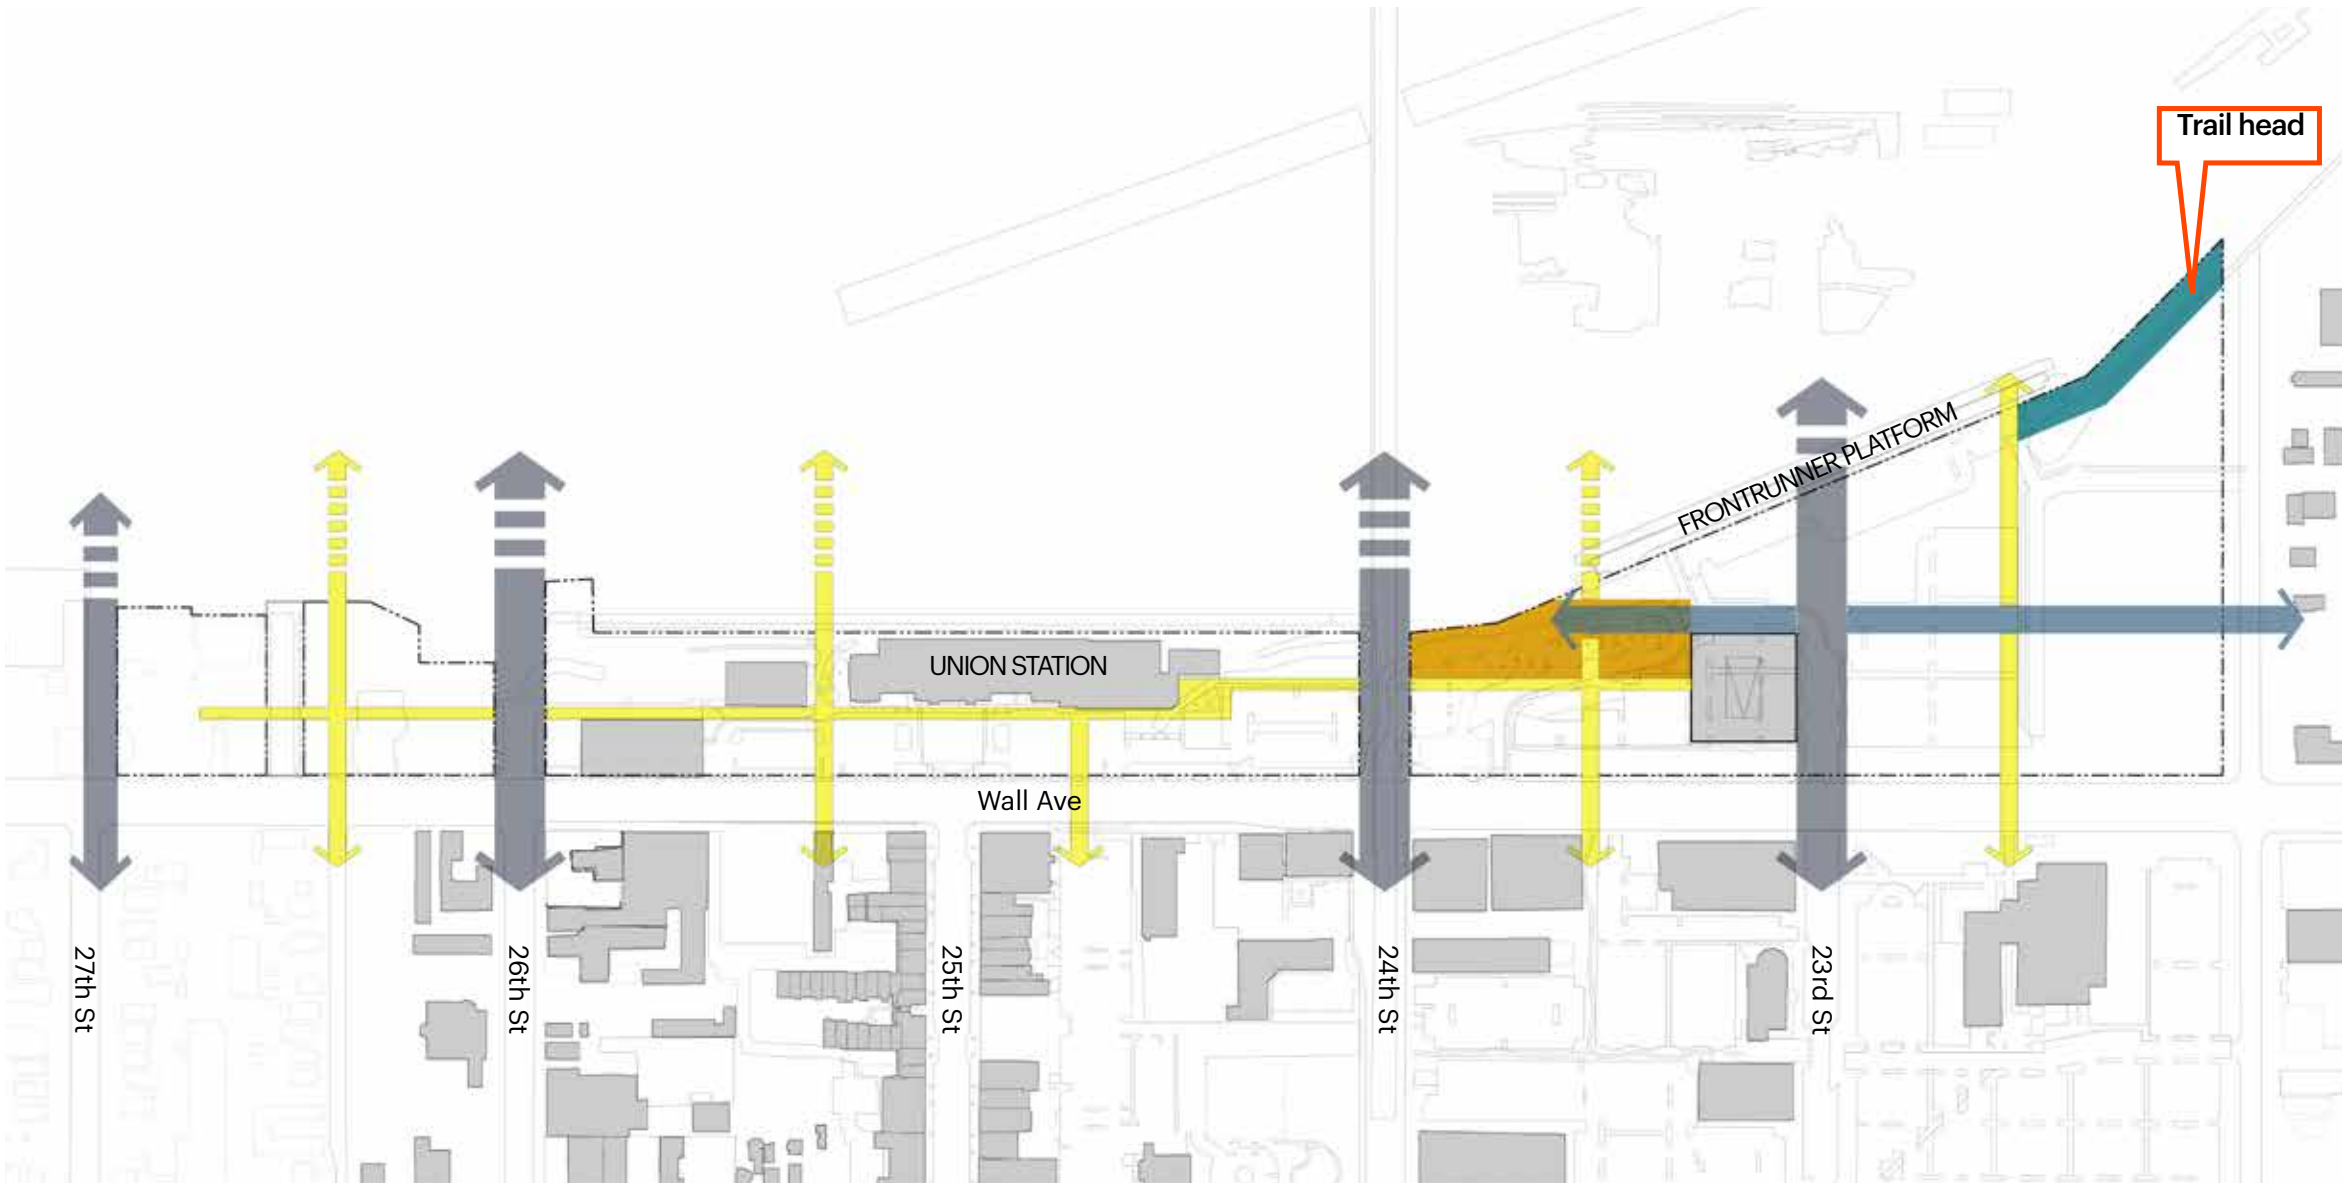 Trail head
FRONTRUNNER PLATFORM
UNION STATION
Wall Ave
27th St
26th St
25th St
24th St
23rd St